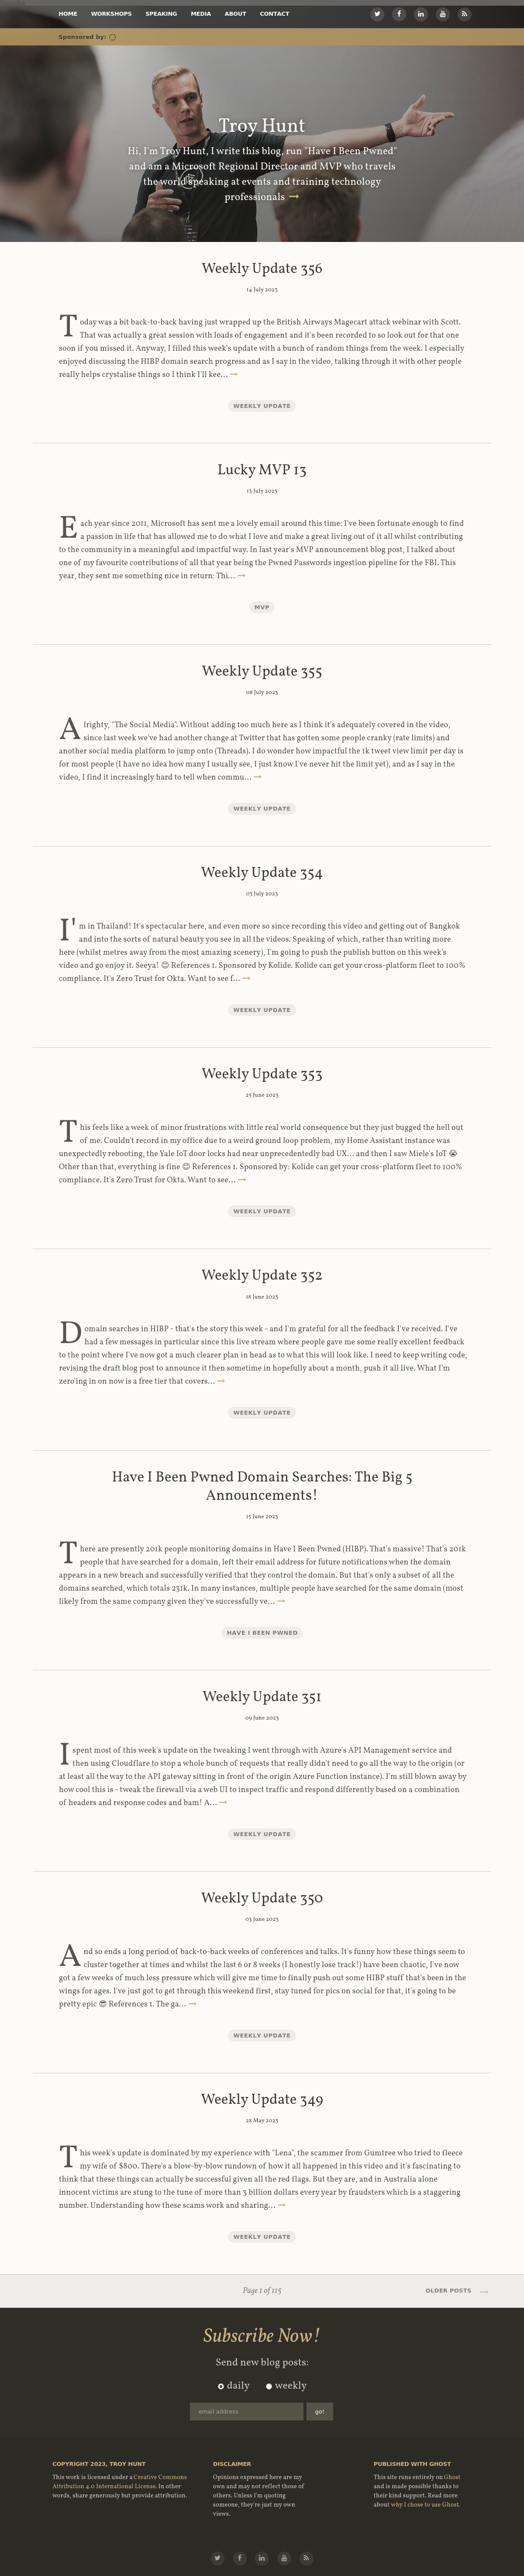 HOME WORKSHOPS SPEAKING MEDIA ABOUT CONTACT
Sponsored by:
Troy Hunt
Hi, I'm Troy Hunt, I write this blog, run "Have I Been Pwned"
and am a Microsoft Regional Director and MVP who travels
the world speaking at events and training technology
professionals →
Weekly Update 356
14 July 2023
Today was a bit back-to-back having just wrapped up the British Airways Magecart attack webinar with Scott.
That was actually a great session with loads of engagement and it's been recorded to so look out for that one
soon if you missed it. Anyway, I filled this week's update with a bunch of random things from the week. I especially
enjoyed discussing the HIBP domain search progress and as I say in the video, talking through it with other people
really helps crystalise things so I think I'll kee... →
WEEKLY UPDATE
Lucky MVP 13
13 July 2023
Each year since 2011, Microsoft has sent me a lovely email around this time: I've been fortunate enough to find
a passion in life that has allowed me to do what I love and make a great living out of it all whilst contributing
to the community in a meaningful and impactful way. In last year's MVP announcement blog post, I talked about
one of my favourite contributions of all that year being the Pwned Passwords ingestion pipeline for the FBI. This
year, they sent me something nice in return: Thi... →
MVP
Weekly Update 355
08 July 2023
Alrighty, "The Social Media". Without adding too much here as I think it's adequately covered in the video,
since last week we've had another change at Twitter that has gotten some people cranky (rate limits) and
another social media platform to jump onto (Threads). I do wonder how impactful the 1k tweet view limit per day is
for most people (I have no idea how many I usually see, I just know I've never hit the limit yet), and as I say in the
video, I find it increasingly hard to tell when commu... →
WEEKLY UPDATE
Weekly Update 354
03 July 2023
I'm in Thailand! It's spectacular here, and even more so since recording this video and getting out of Bangkok
and into the sorts of natural beauty you see in all the videos. Speaking of which, rather than writing more
here (whilst metres away from the most amazing scenery), I'm going to push the publish button on this week's
video and go enjoy it. Seeya! 😊 References 1. Sponsored by Kolide. Kolide can get your cross-platform fleet to 100%
compliance. It's Zero Trust for Okta. Want to see f... →
WEEKLY UPDATE
Weekly Update 353
25 June 2023
This feels like a week of minor frustrations with little real world consequence but they just bugged the hell out
of me. Couldn't record in my office due to a weird ground loop problem, my Home Assistant instance was
unexpectedly rebooting, the Yale IoT door locks had near unprecedentedly bad UX... and then I saw Miele's IoT 😭
Other than that, everything is fine 😊 References 1. Sponsored by: Kolide can get your cross-platform fleet to 100%
compliance. It's Zero Trust for Okta. Want to see... →
WEEKLY UPDATE
Weekly Update 352
18 June 2023
Domain searches in HIBP - that's the story this week - and I'm grateful for all the feedback I've received. I've
had a few messages in particular since this live stream where people gave me some really excellent feedback
to the point where I've now got a much clearer plan in head as to what this will look like. I need to keep writing code,
revising the draft blog post to announce it then sometime in hopefully about a month, push it all live. What I'm
zero'ing in on now is a free tier that covers... →
WEEKLY UPDATE
Have I Been Pwned Domain Searches: The Big 5
Announcements!
15 June 2023
There are presently 201k people monitoring domains in Have I Been Pwned (HIBP). That's massive! That's 201k
people that have searched for a domain, left their email address for future notifications when the domain
appears in a new breach and successfully verified that they control the domain. But that's only a subset of all the
domains searched, which totals 231k. In many instances, multiple people have searched for the same domain (most
likely from the same company given they've successfully ve... →
HAVE I BEEN PWNED
Weekly Update 351
09 June 2023
I spent most of this week's update on the tweaking I went through with Azure's API Management service and
then using Cloudflare to stop a whole bunch of requests that really didn't need to go all the way to the origin (or
at least all the way to the API gateway sitting in front of the origin Azure Function instance). I'm still blown away by
how cool this is - tweak the firewall via a web UI to inspect traffic and respond differently based on a combination
of headers and response codes and bam! A... →
WEEKLY UPDATE
Weekly Update 350
03 June 2023
And so ends a long period of back-to-back weeks of conferences and talks. It's funny how these things seem to
cluster together at times and whilst the last 6 or 8 weeks (I honestly lose track!) have been chaotic, I've now
got a few weeks of much less pressure which will give me time to finally push out some HIBP stuff that's been in the
wings for ages. I've just got to get through this weekend first, stay tuned for pics on social for that, it's going to be
pretty epic 😎 References 1. The ga... →
WEEKLY UPDATE
Weekly Update 349
28 May 2023
This week's update is dominated by my experience with "Lena", the scammer from Gumtree who tried to fleece
my wife of $800. There's a blow-by-blow rundown of how it all happened in this video and it's fascinating to
think that these things can actually be successful given all the red flags. But they are, and in Australia alone
innocent victims are stung to the tune of more than 3 billion dollars every year by fraudsters which is a staggering
number. Understanding how these scams work and sharing... →
WEEKLY UPDATE
Page 1 of 115
OLDER POSTS →
Subscribe Now!
Send new blog posts:
daily weekly
email address go!
COPYRIGHT 2023, TROY HUNT
This work is licensed under a Creative Commons
Attribution 4.0 International License. In other
words, share generously but provide attribution.
DISCLAIMER
Opinions expressed here are my
own and may not reflect those of
others. Unless I'm quoting
someone, they're just my own
views.
PUBLISHED WITH GHOST
This site runs entirely on Ghost
and is made possible thanks to
their kind support. Read more
about why I chose to use Ghost.